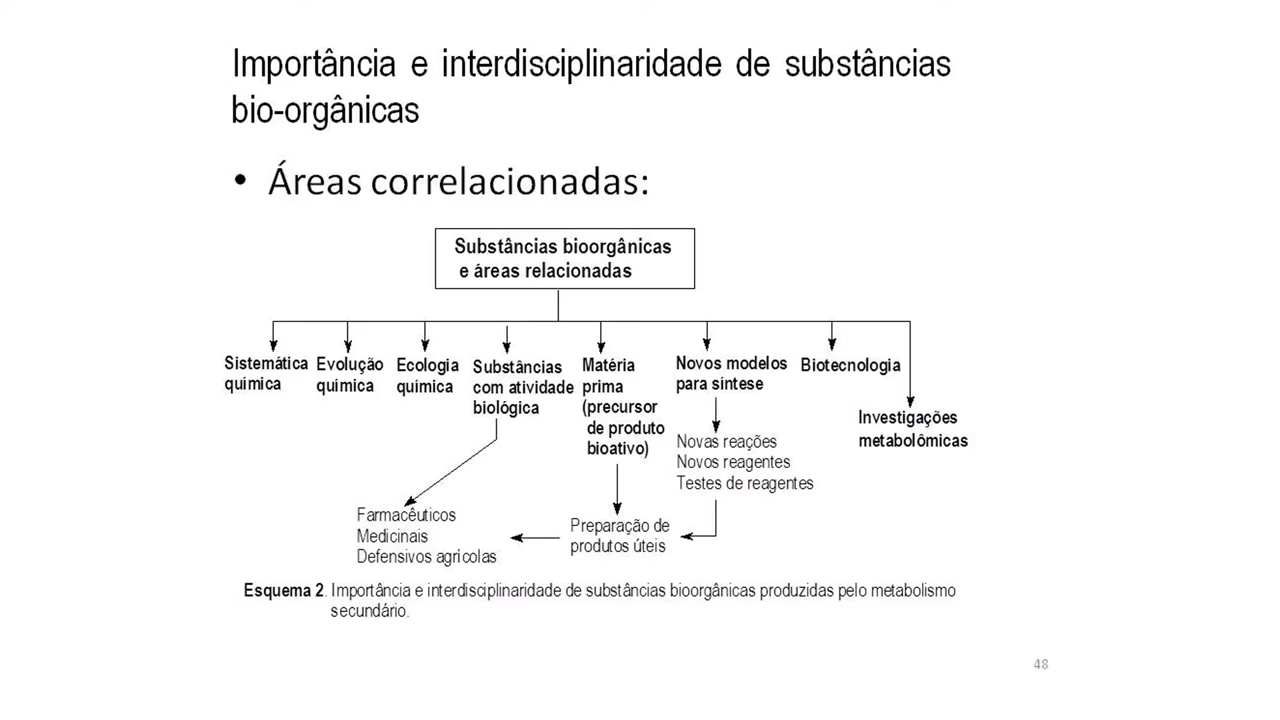 Importância e interdisciplinaridade de substâncias
bio-orgânicas
• Áreas correlacionadas:
Substâncias bioorgânicas
e áreas relacionadas
Sistemática
química
Evolução
química
Ecologia
química
Substâncias
com atividade
biológica
Matéria
prima
(precursor
de produto
bioativo)
Novos modelos
para síntese
Biotecnologia
Investigações
metabolômicas
Novas reações
Novos reagentes
Testes de reagentes
Farmacêuticos
Medicinais
Defensivos agrícolas
Preparação de
produtos úteis
Esquema 2. Importância e interdisciplinaridade de substâncias bioorgânicas produzidas pelo metabolismo
secundário.
48